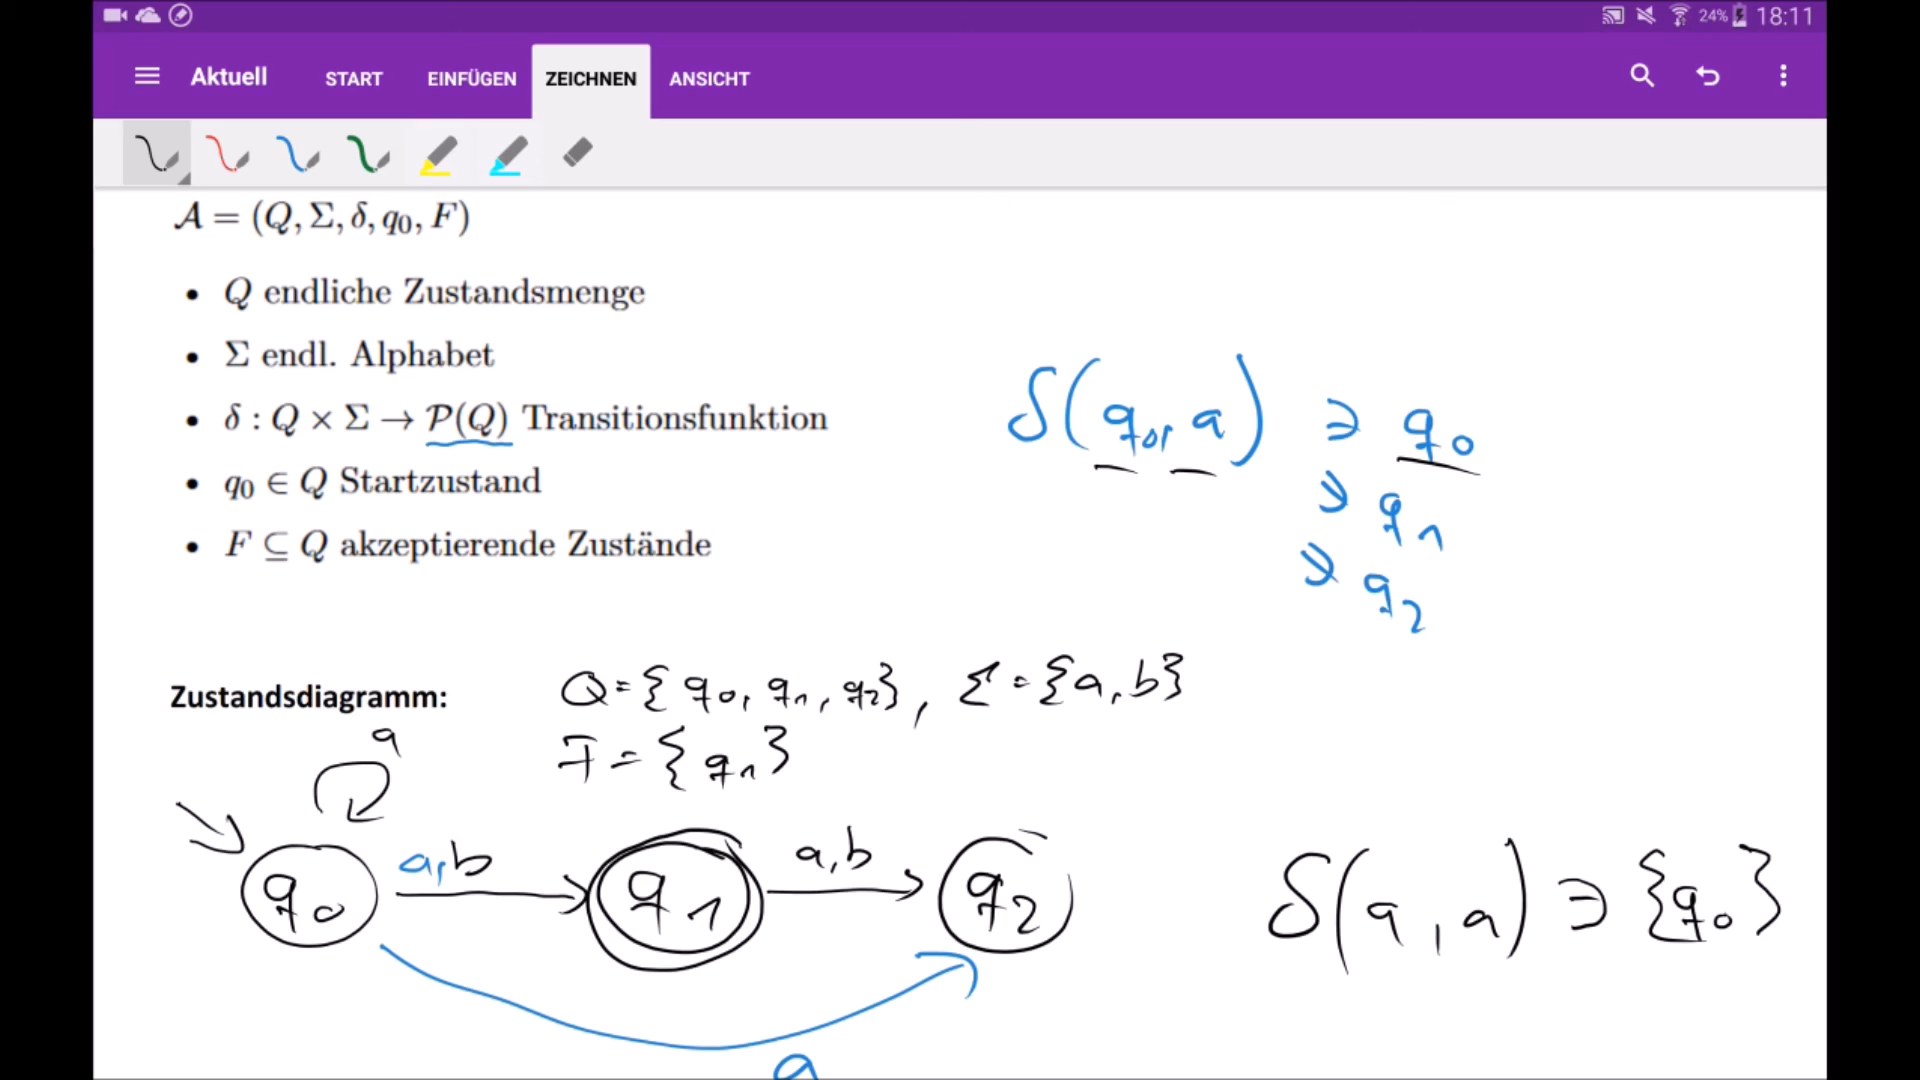 24% 18:11
Aktuell START EINFÜGEN ZEICHNEN ANSICHT
𝒜 = (Q, Σ, δ, q₀, F)
• Q endliche Zustandsmenge
• Σ endl. Alphabet
• δ : Q × Σ → 𝒫(Q) Transitionsfunktion
• q₀ ∈ Q Startzustand
• F ⊆ Q akzeptierende Zustände
δ(q₀, a) ∋ q₀
∋ q₁
∋ q₂
Zustandsdiagramm:
Q = {q₀, q₁, q₂}, Σ = {a, b}
F = {q₁}
a
q₀ a,b q₁ a,b q₂
a
δ(q, a) ∋ {q₀}